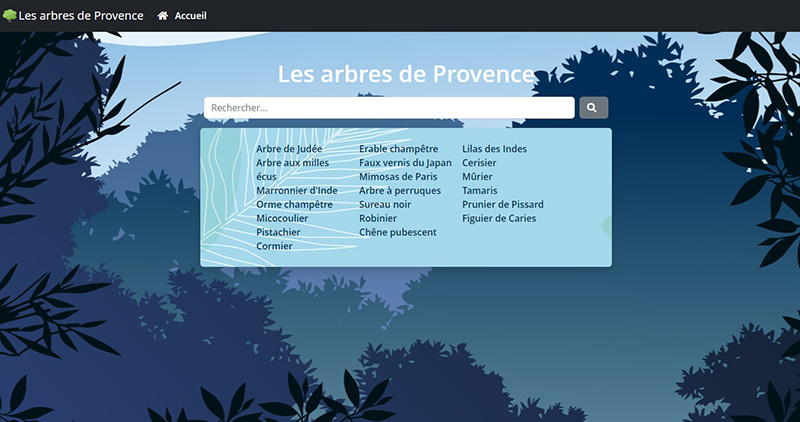 Les arbres de Provence
Accueil
Les arbres de Provence
Rechercher...
Arbre de Judée
Arbre aux milles
écus
Marronnier d'Inde
Orme champêtre
Micocoulier
Pistachier
Cormier
Erable champêtre
Faux vernis du Japan
Mimosas de Paris
Arbre à perruques
Sureau noir
Robinier
Chêne pubescent
Lilas des Indes
Cerisier
Mûrier
Tamaris
Prunier de Pissard
Figuier de Caries